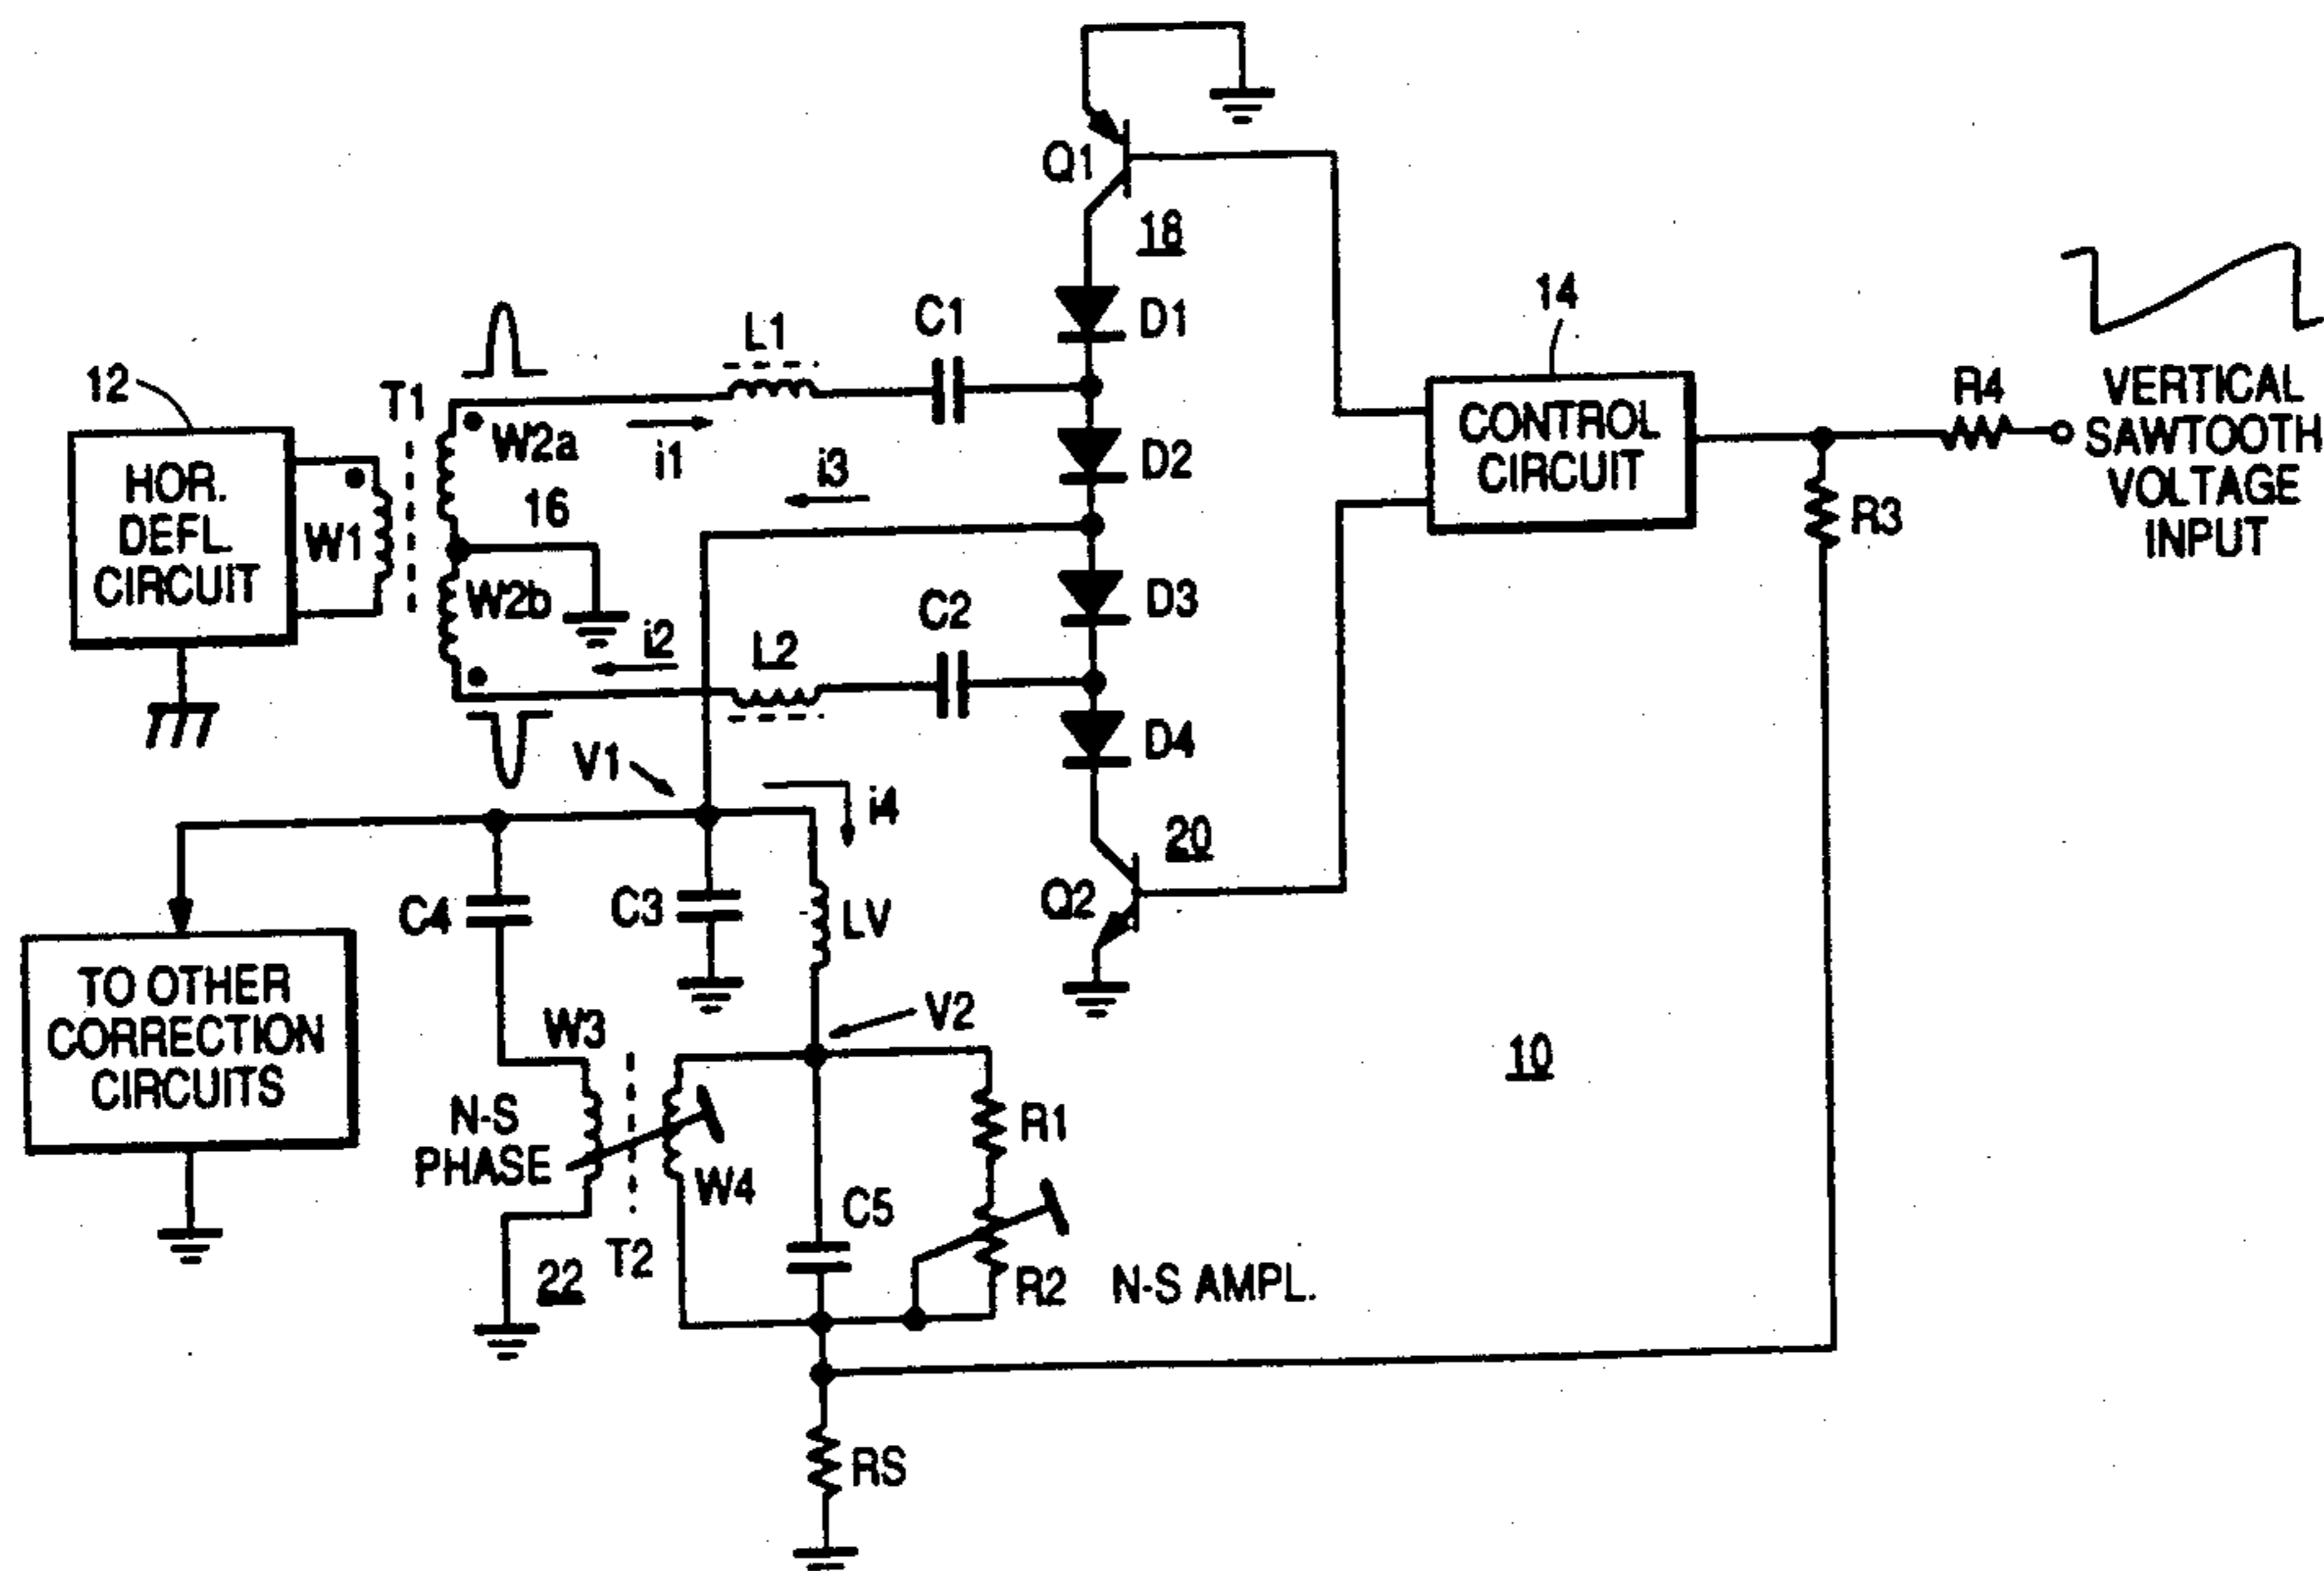 Q1
18
D1
L1
C1
12
T1
W2a
i1
D2
14
CONTROL
CIRCUIT
R4
VERTICAL
SAWTOOTH
VOLTAGE
INPUT
HOR.
DEFL.
CIRCUIT
W1
16
i3
R3
W2b
i2
L2
C2
D3
D4
V1
i4
20
Q2
C4
C3
LV
TO OTHER
CORRECTION
CIRCUITS
W3
V2
10
N-S
PHASE
W4
R1
C5
T2
22
R2
N-S AMPL.
RS